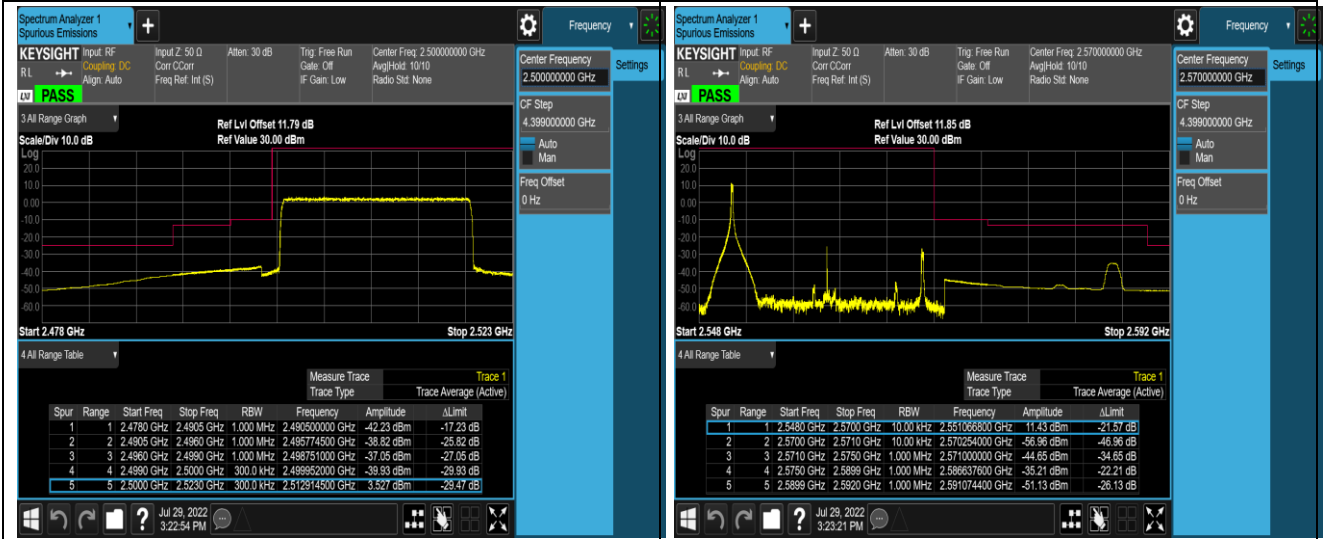 Spectrum Analyzer 1
Spurious Emissions
+
Frequency
KEYSIGHT
Input: RF
Coupling: DC
Align: Auto
Input Z: 50 Ω
Corr CCorr
Freq Ref: Int (S)
Atten: 30 dB
Trig: Free Run
Gate: Off
IF Gain: Low
Center Freq: 2.500000000 GHz
Avg|Hold: 10/10
Radio Std: None
R L
LXI
PASS
Center Frequency
2.500000000 GHz
Settings
CF Step
4.399000000 GHz
Auto
Man
Freq Offset
0 Hz
3 All Range Graph
Ref Lvl Offset 11.79 dB
Scale/Div 10.0 dB
Ref Value 30.00 dBm
Log
20.0
10.0
0.00
-10.0
-20.0
-30.0
-40.0
-50.0
-60.0
Start 2.478 GHz
Stop 2.523 GHz
4 All Range Table
Measure Trace Trace 1
Trace Type Trace Average (Active)
Spur Range Start Freq Stop Freq RBW Frequency Amplitude ΔLimit
1 1 2.4780 GHz 2.4905 GHz 1.000 MHz 2.490500000 GHz -42.23 dBm -17.23 dB
2 2 2.4905 GHz 2.4960 GHz 1.000 MHz 2.495774500 GHz -38.82 dBm -25.82 dB
3 3 2.4960 GHz 2.4990 GHz 1.000 MHz 2.498751000 GHz -37.05 dBm -27.05 dB
4 4 2.4990 GHz 2.5000 GHz 300.0 kHz 2.499952000 GHz -39.93 dBm -29.93 dB
5 5 2.5000 GHz 2.5230 GHz 300.0 kHz 2.512914500 GHz 3.527 dBm -29.47 dB
?
Jul 29, 2022
3:22:54 PM
Spectrum Analyzer 1
Spurious Emissions
+
Frequency
KEYSIGHT
Input: RF
Coupling: DC
Align: Auto
Input Z: 50 Ω
Corr CCorr
Freq Ref: Int (S)
Atten: 30 dB
Trig: Free Run
Gate: Off
IF Gain: Low
Center Freq: 2.570000000 GHz
Avg|Hold: 10/10
Radio Std: None
R L
LXI
PASS
Center Frequency
2.570000000 GHz
Settings
CF Step
4.399000000 GHz
Auto
Man
Freq Offset
0 Hz
3 All Range Graph
Ref Lvl Offset 11.85 dB
Scale/Div 10.0 dB
Ref Value 30.00 dBm
Log
20.0
10.0
0.00
-10.0
-20.0
-30.0
-40.0
-50.0
-60.0
Start 2.548 GHz
Stop 2.592 GHz
4 All Range Table
Measure Trace Trace 1
Trace Type Trace Average (Active)
Spur Range Start Freq Stop Freq RBW Frequency Amplitude ΔLimit
1 1 2.5480 GHz 2.5700 GHz 10.00 kHz 2.551066800 GHz 11.43 dBm -21.57 dB
2 2 2.5700 GHz 2.5710 GHz 10.00 kHz 2.570254000 GHz -56.96 dBm -46.96 dB
3 3 2.5710 GHz 2.5750 GHz 1.000 MHz 2.571000000 GHz -44.65 dBm -34.65 dB
4 4 2.5750 GHz 2.5899 GHz 1.000 MHz 2.586637600 GHz -35.21 dBm -22.21 dB
5 5 2.5899 GHz 2.5920 GHz 1.000 MHz 2.591074400 GHz -51.13 dBm -26.13 dB
?
Jul 29, 2022
3:23:21 PM